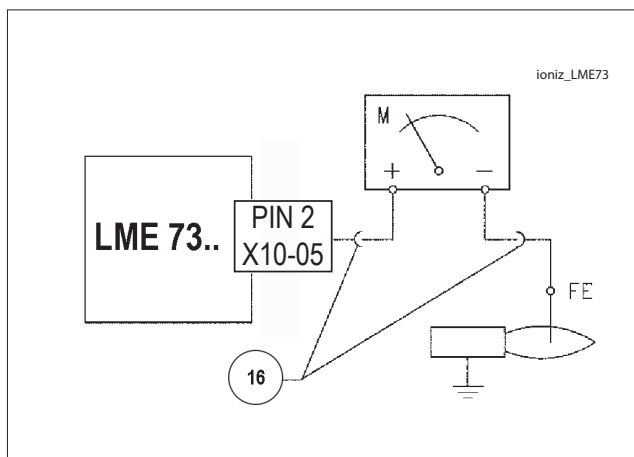 ioniz_LME73
M
+ −
LME 73..
PIN 2
X10-05
FE
16